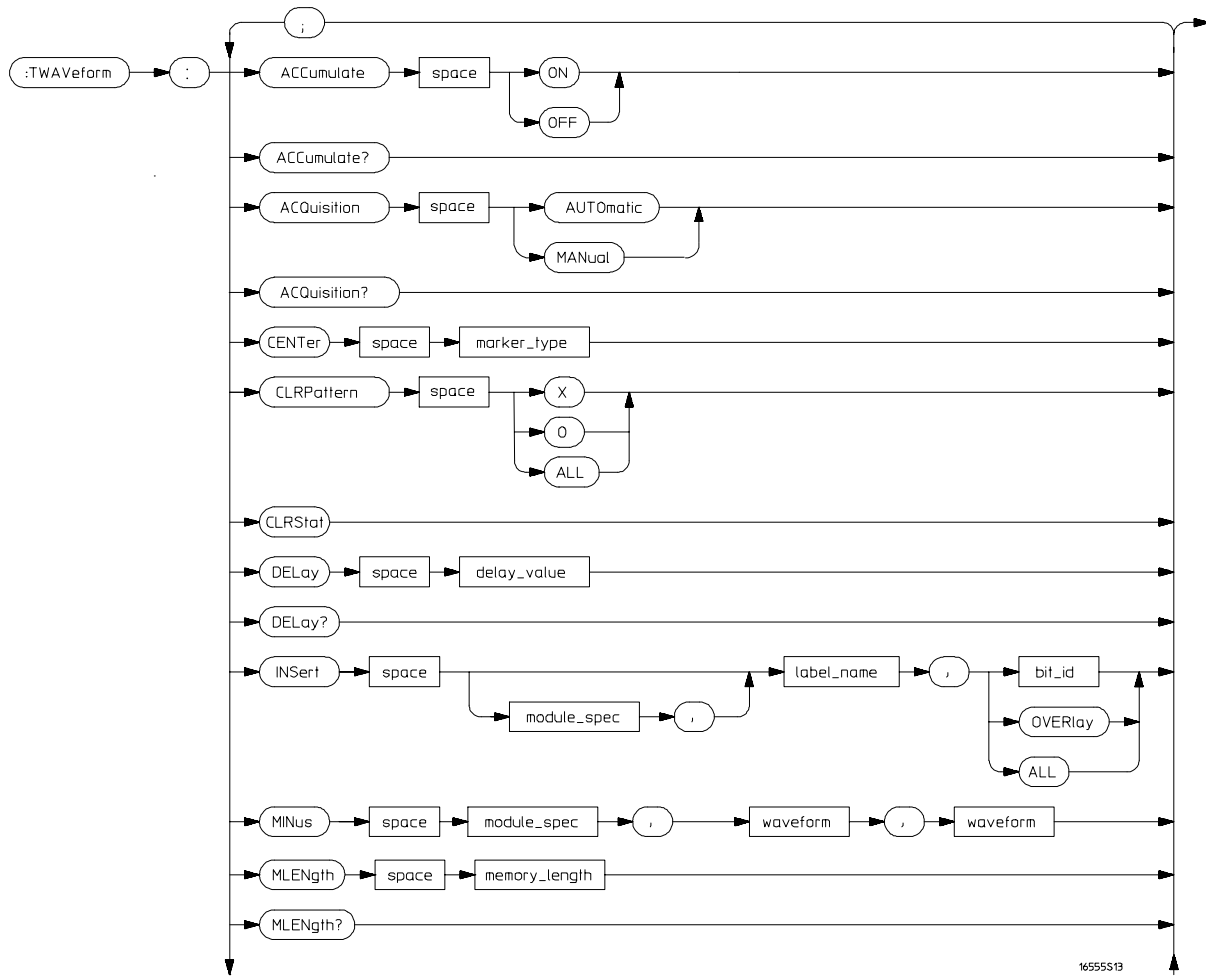 ;
:TWAVeform : ACCumulate space ON
OFF
ACCumulate?
ACQuisition space AUTOmatic
MANual
ACQuisition?
CENTer space marker_type
CLRPattern space X
O
ALL
CLRStat
DELay space delay_value
DELay?
INSert space label_name , bit_id
module_spec , OVERlay
ALL
MINus space module_spec , waveform , waveform
MLENgth space memory_length
MLENgth?
16555S13